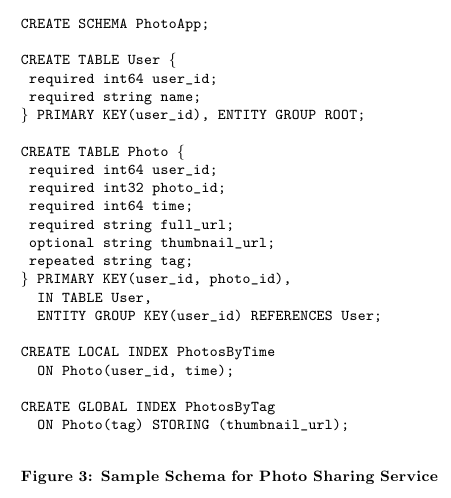 CREATE SCHEMA PhotoApp;
CREATE TABLE User {
required int64 user_id;
required string name;
} PRIMARY KEY(user_id), ENTITY GROUP ROOT;
CREATE TABLE Photo {
required int64 user_id;
required int32 photo_id;
required int64 time;
required string full_url;
optional string thumbnail_url;
repeated string tag;
} PRIMARY KEY(user_id, photo_id),
IN TABLE User,
ENTITY GROUP KEY(user_id) REFERENCES User;
CREATE LOCAL INDEX PhotosByTime
ON Photo(user_id, time);
CREATE GLOBAL INDEX PhotosByTag
ON Photo(tag) STORING (thumbnail_url);
Figure 3: Sample Schema for Photo Sharing Service